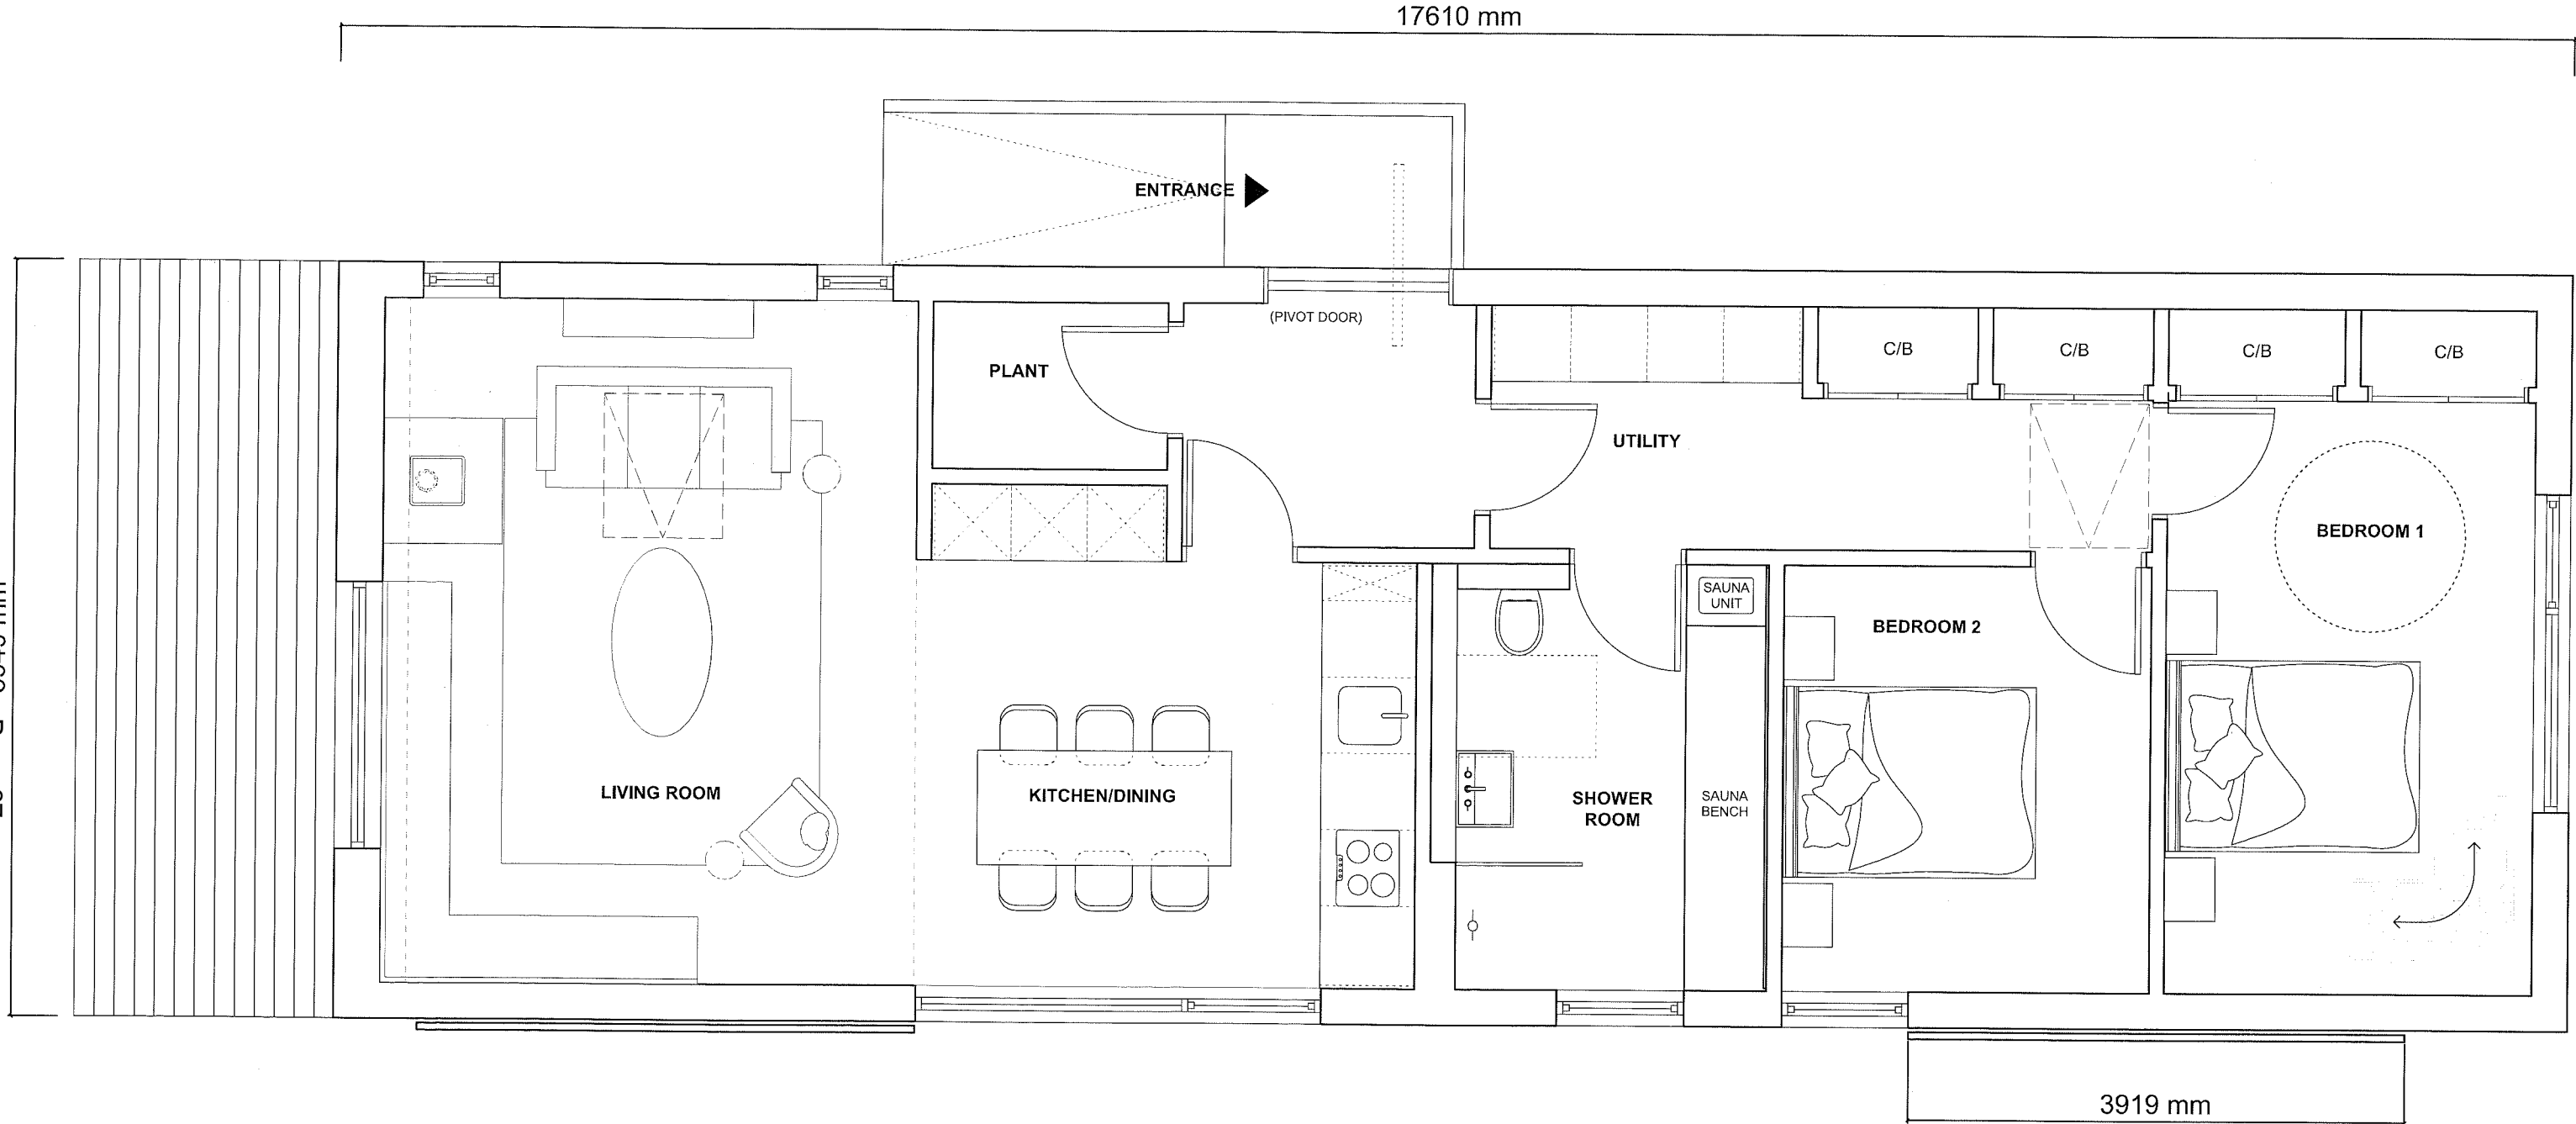 17610 mm
ENTRANCE
(PIVOT DOOR)
PLANT
C/B
C/B
C/B
C/B
UTILITY
BEDROOM 1
SAUNA
UNIT
BEDROOM 2
LIVING ROOM
KITCHEN/DINING
SHOWER
ROOM
SAUNA
BENCH
3919 mm